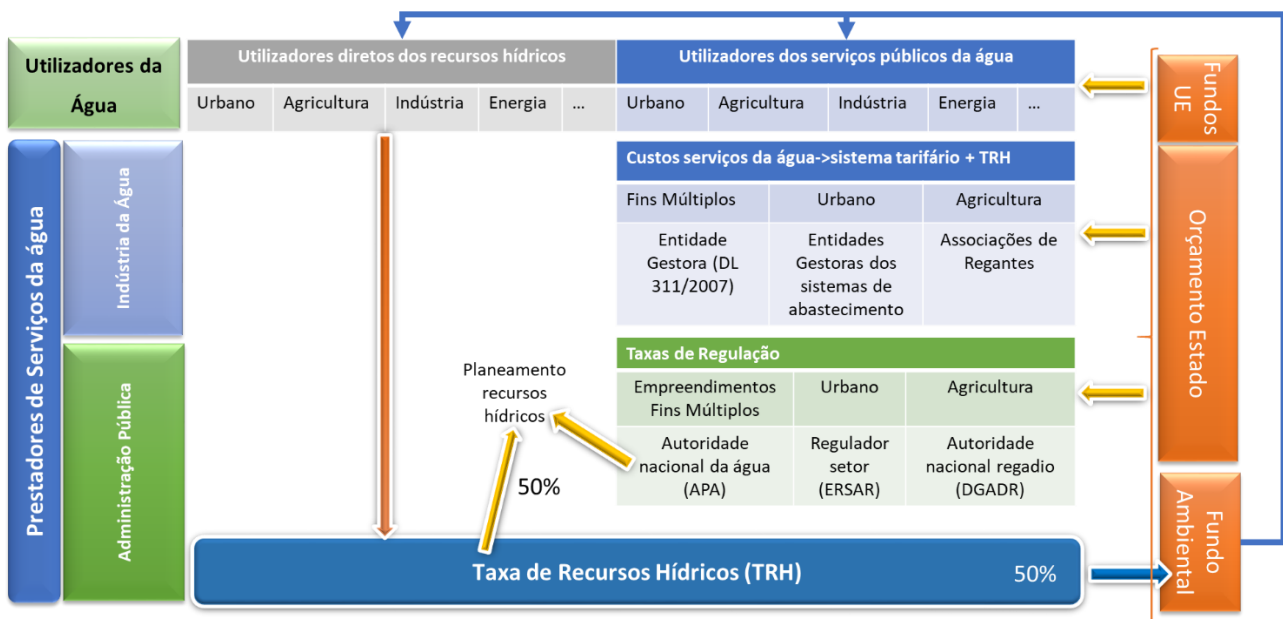 Utilizadores da
Água
Utilizadores diretos dos recursos hídricos
Urbano Agricultura Indústria Energia ...
Utilizadores dos serviços públicos da água
Urbano Agricultura Indústria Energia ...
Fundos
UE
Prestadores de Serviços da água
Indústria da Água
Custos serviços da água->sistema tarifário + TRH
Fins Múltiplos Urbano Agricultura
Entidade
Gestora (DL
311/2007)
Entidades
Gestoras dos
sistemas de
abastecimento
Associações de
Regantes
Orçamento Estado
Administração Pública
Planeamento
recursos
hídricos
50%
Taxas de Regulação
Empreendimentos
Fins Múltiplos
Urbano
Agricultura
Autoridade
nacional da água
(APA)
Regulador
setor
(ERSAR)
Autoridade
nacional regadio
(DGADR)
Taxa de Recursos Hídricos (TRH) 50%
Fundo
Ambiental